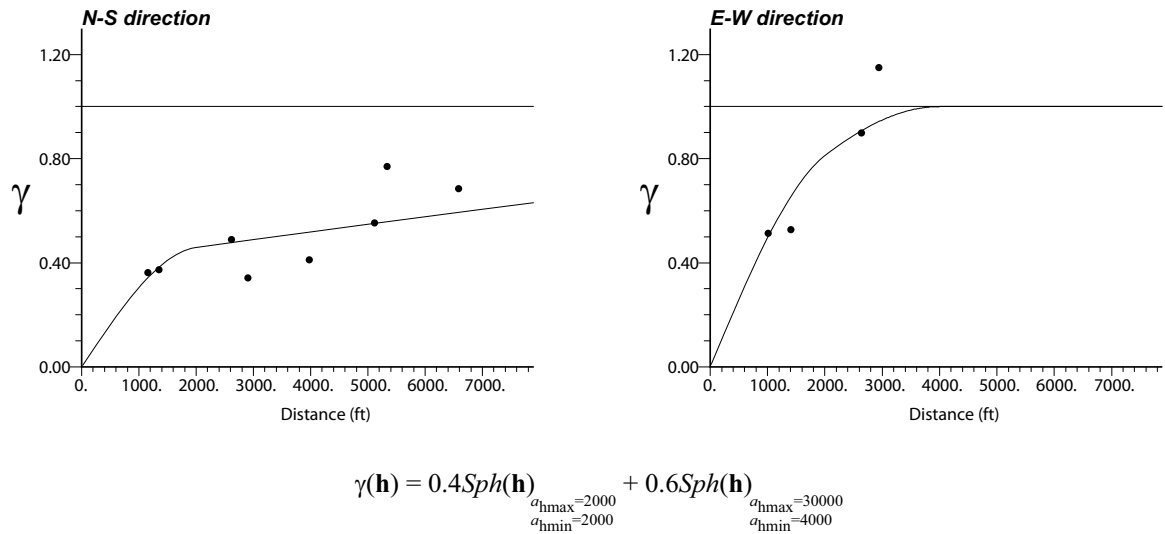 N-S direction
1.20
0.80
γ
0.40
0.00
0. 1000. 2000. 3000. 4000. 5000. 6000. 7000.
Distance (ft)
E-W direction
1.20
0.80
γ
0.40
0.00
0. 1000. 2000. 3000. 4000. 5000. 6000. 7000.
Distance (ft)
γ(h) = 0.4Sph(h) ahmax=2000 + 0.6Sph(h) ahmax=30000
ahmin=2000 ahmin=4000